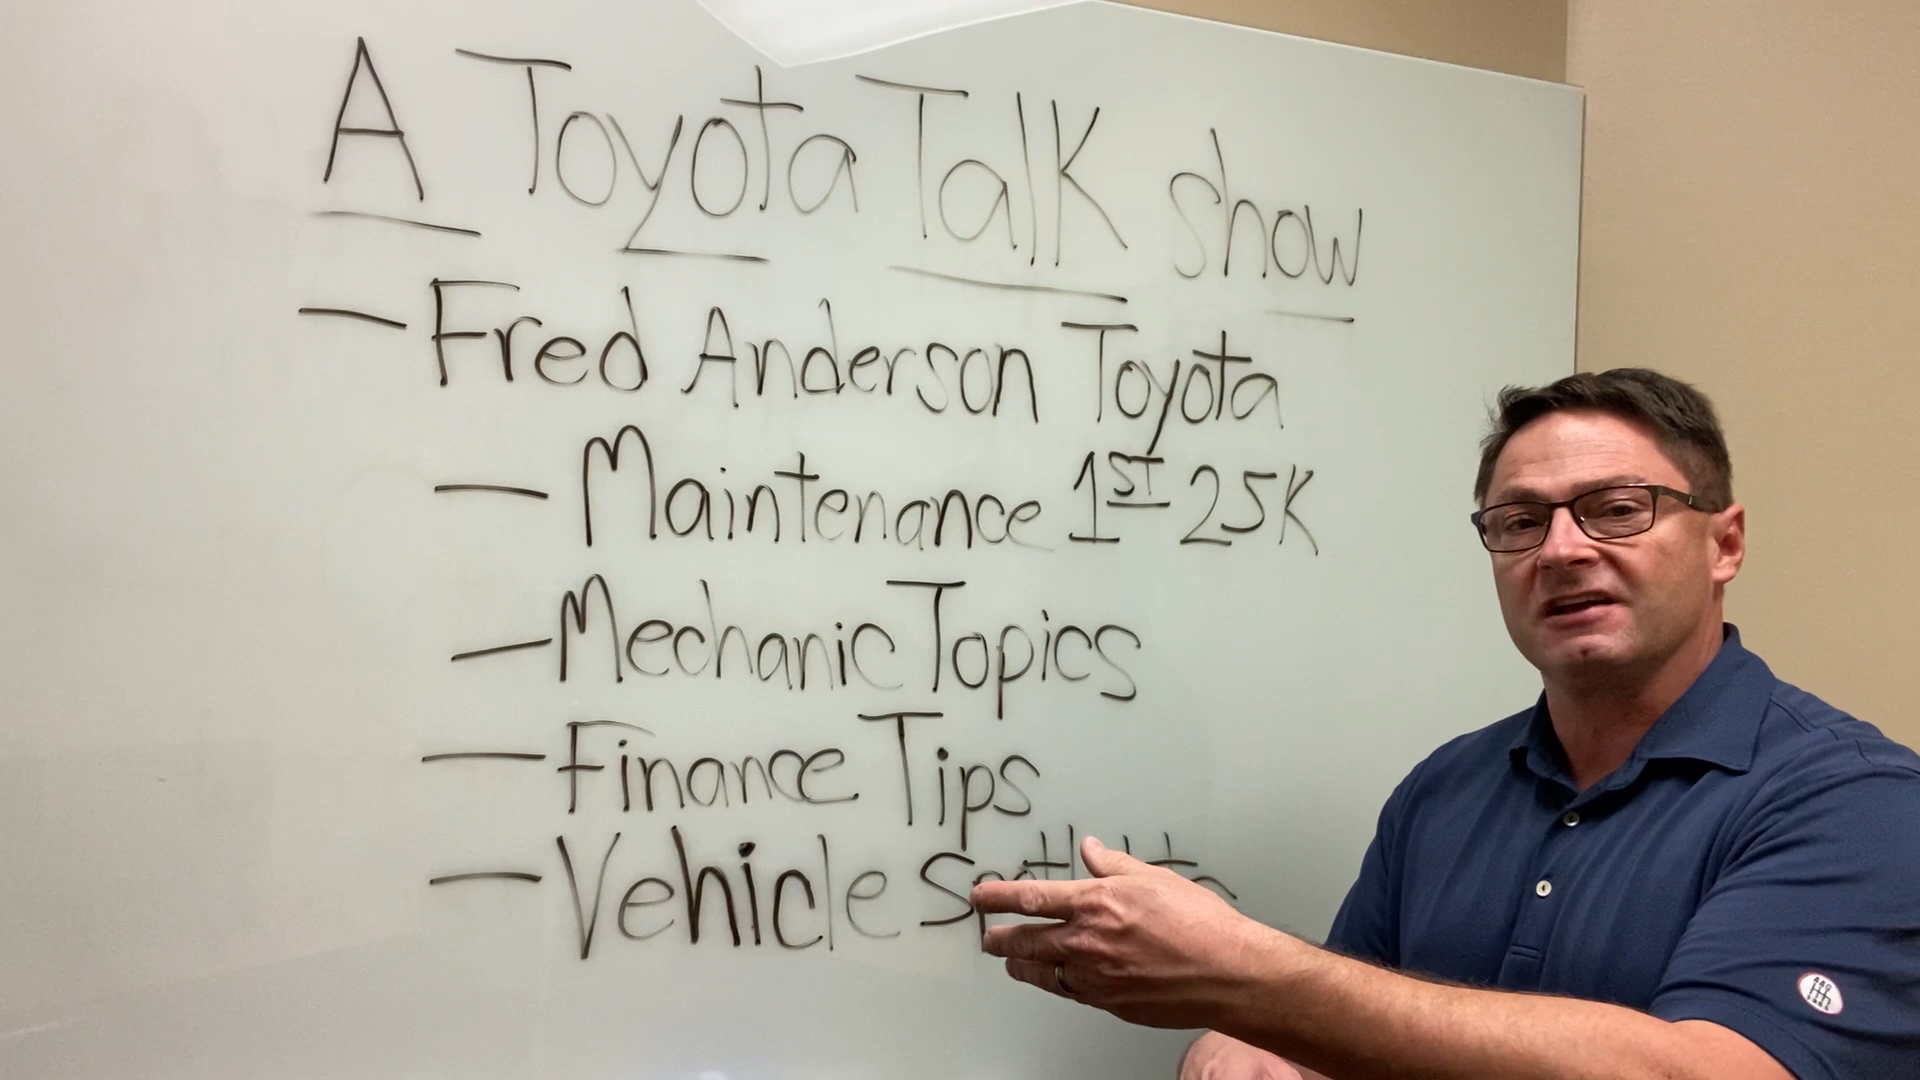 A Toyota Talk show
- Fred Anderson Toyota
- Maintenance 1ST 25K
- Mechanic Topics
- Finance Tips
- Vehicle